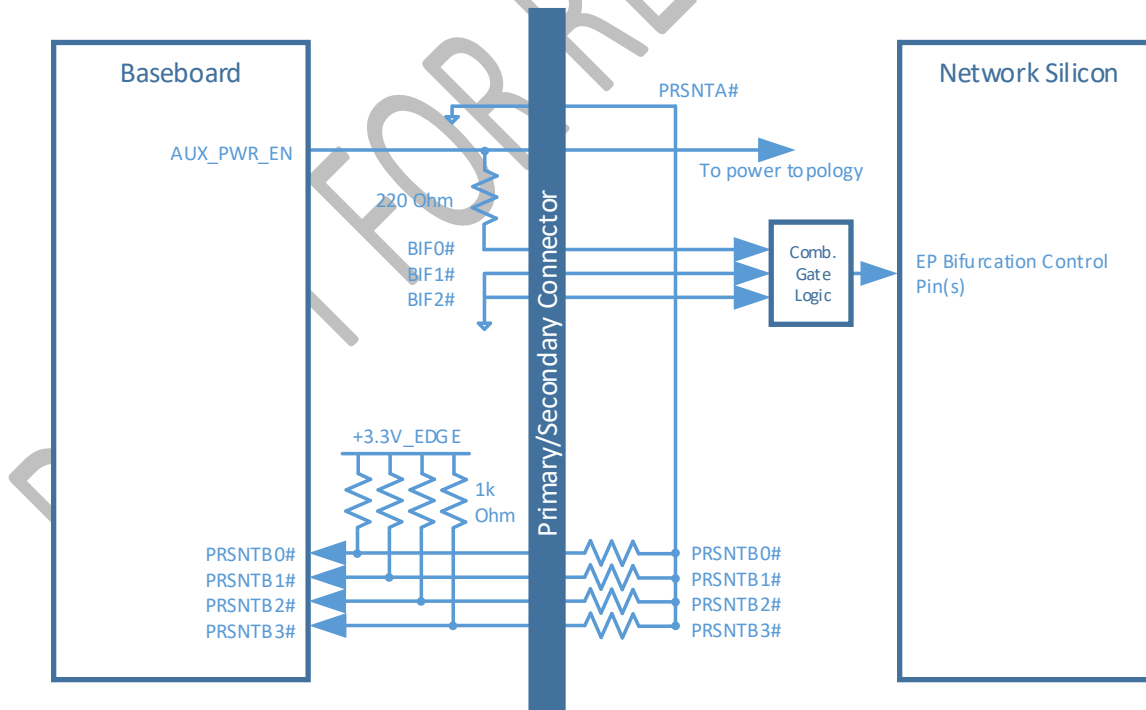 Baseboard
Network Silicon
PRSNTA#
AUX_PWR_EN
To power topology
220 Ohm
BIF0#
BIF1#
BIF2#
Comb.
Gate
Logic
EP Bifurcation Control
Pin(s)
Primary/Secondary Connector
+3.3V_EDGE
1k
Ohm
PRSNTB0#
PRSNTB1#
PRSNTB2#
PRSNTB3#
PRSNTB0#
PRSNTB1#
PRSNTB2#
PRSNTB3#
FOR